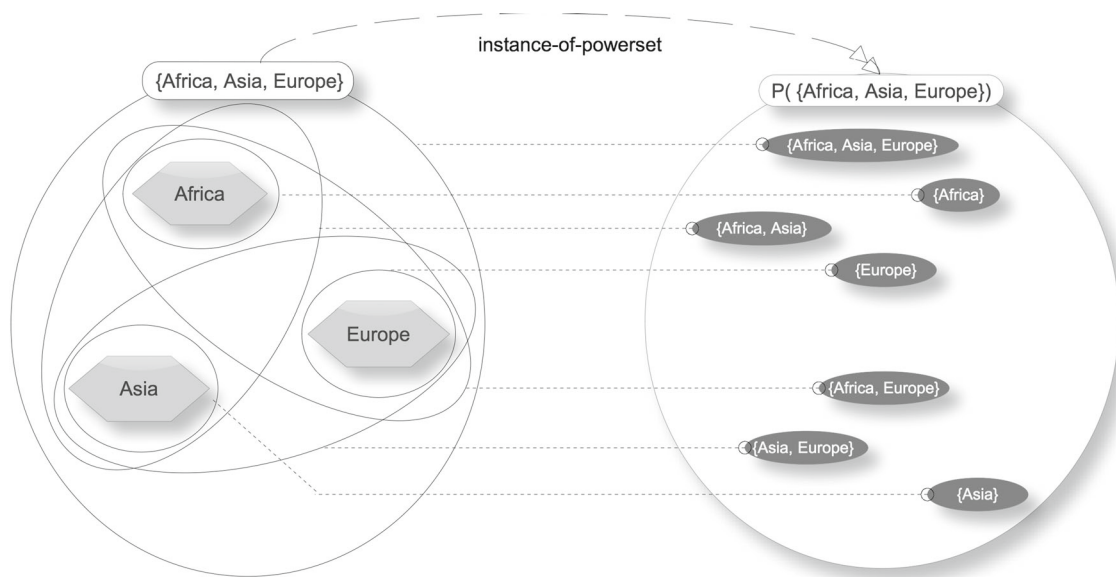 instance-of-powerset
{Africa, Asia, Europe}
P( {Africa, Asia, Europe})
{Africa, Asia, Europe}
Africa
{Africa}
{Africa, Asia}
{Europe}
Europe
Asia
{Africa, Europe}
{Asia, Europe}
{Asia}